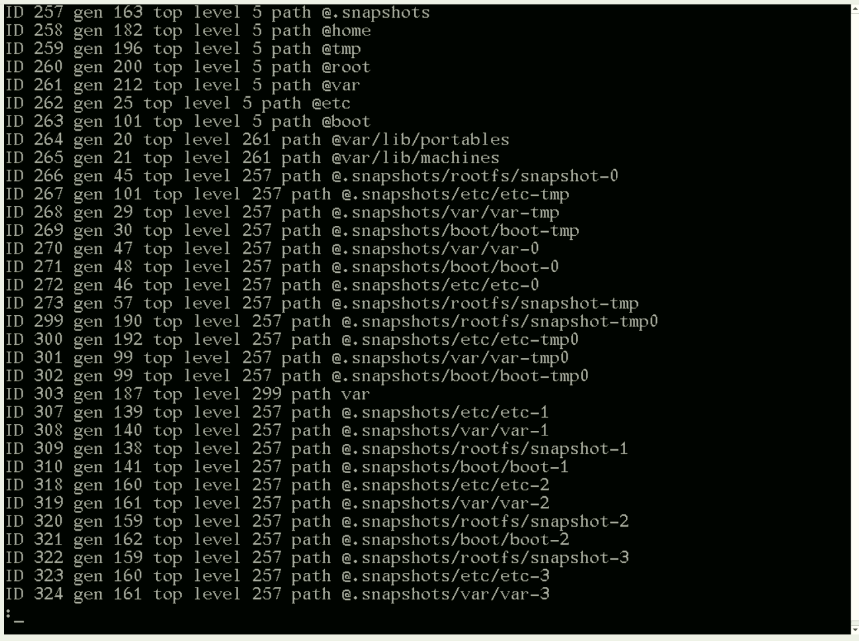 ID 257 gen 163 top level 5 path @.snapshots
ID 258 gen 182 top level 5 path @home
ID 259 gen 196 top level 5 path @tmp
ID 260 gen 200 top level 5 path @root
ID 261 gen 212 top level 5 path @var
ID 262 gen 25 top level 5 path @etc
ID 263 gen 101 top level 5 path @boot
ID 264 gen 20 top level 261 path @var/lib/portables
ID 265 gen 21 top level 261 path @var/lib/machines
ID 266 gen 45 top level 257 path @.snapshots/rootfs/snapshot-0
ID 267 gen 101 top level 257 path @.snapshots/etc/etc-tmp
ID 268 gen 29 top level 257 path @.snapshots/var/var-tmp
ID 269 gen 30 top level 257 path @.snapshots/boot/boot-tmp
ID 270 gen 47 top level 257 path @.snapshots/var/var-0
ID 271 gen 48 top level 257 path @.snapshots/boot/boot-0
ID 272 gen 46 top level 257 path @.snapshots/etc/etc-0
ID 273 gen 57 top level 257 path @.snapshots/rootfs/snapshot-tmp
ID 299 gen 190 top level 257 path @.snapshots/rootfs/snapshot-tmp0
ID 300 gen 192 top level 257 path @.snapshots/etc/etc-tmp0
ID 301 gen 99 top level 257 path @.snapshots/var/var-tmp0
ID 302 gen 99 top level 257 path @.snapshots/boot/boot-tmp0
ID 303 gen 187 top level 299 path var
ID 307 gen 139 top level 257 path @.snapshots/etc/etc-1
ID 308 gen 140 top level 257 path @.snapshots/var/var-1
ID 309 gen 138 top level 257 path @.snapshots/rootfs/snapshot-1
ID 310 gen 141 top level 257 path @.snapshots/boot/boot-1
ID 318 gen 160 top level 257 path @.snapshots/etc/etc-2
ID 319 gen 161 top level 257 path @.snapshots/var/var-2
ID 320 gen 159 top level 257 path @.snapshots/rootfs/snapshot-2
ID 321 gen 162 top level 257 path @.snapshots/boot/boot-2
ID 322 gen 159 top level 257 path @.snapshots/rootfs/snapshot-3
ID 323 gen 160 top level 257 path @.snapshots/etc/etc-3
ID 324 gen 161 top level 257 path @.snapshots/var/var-3
:_